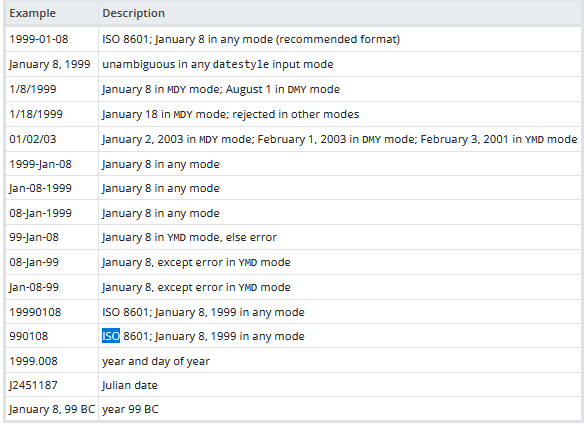 Example Description
1999-01-08 ISO 8601; January 8 in any mode (recommended format)
January 8, 1999 unambiguous in any datestyle input mode
1/8/1999 January 8 in MDY mode; August 1 in DMY mode
1/18/1999 January 18 in MDY mode; rejected in other modes
01/02/03 January 2, 2003 in MDY mode; February 1, 2003 in DMY mode; February 3, 2001 in YMD mode
1999-Jan-08 January 8 in any mode
Jan-08-1999 January 8 in any mode
08-Jan-1999 January 8 in any mode
99-Jan-08 January 8 in YMD mode, else error
08-Jan-99 January 8, except error in YMD mode
Jan-08-99 January 8, except error in YMD mode
19990108 ISO 8601; January 8, 1999 in any mode
990108 ISO 8601; January 8, 1999 in any mode
1999.008 year and day of year
J2451187 Julian date
January 8, 99 BC year 99 BC